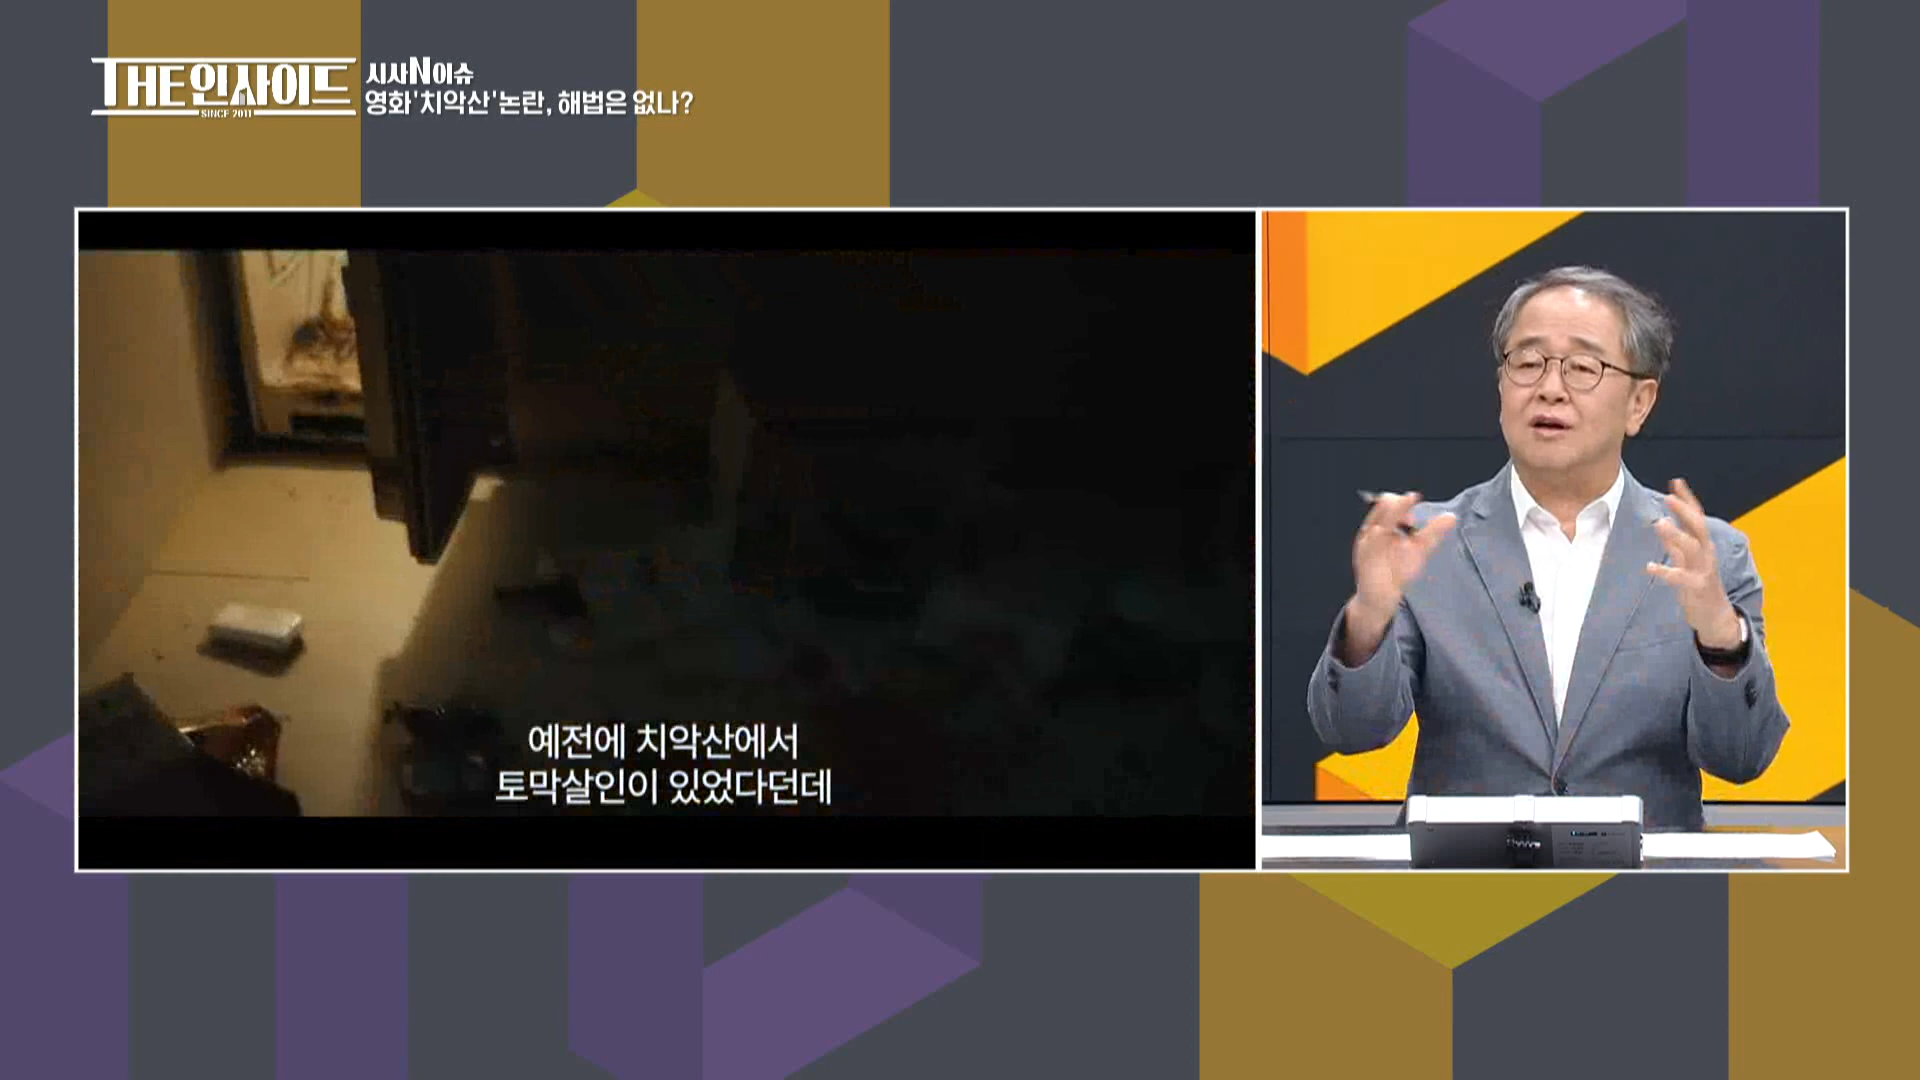 THE인사이드
SINCE 2011
시사N이슈
영화'치악산'논란, 해법은 없나?
예전에 치악산에서
토막살인이 있었다던데